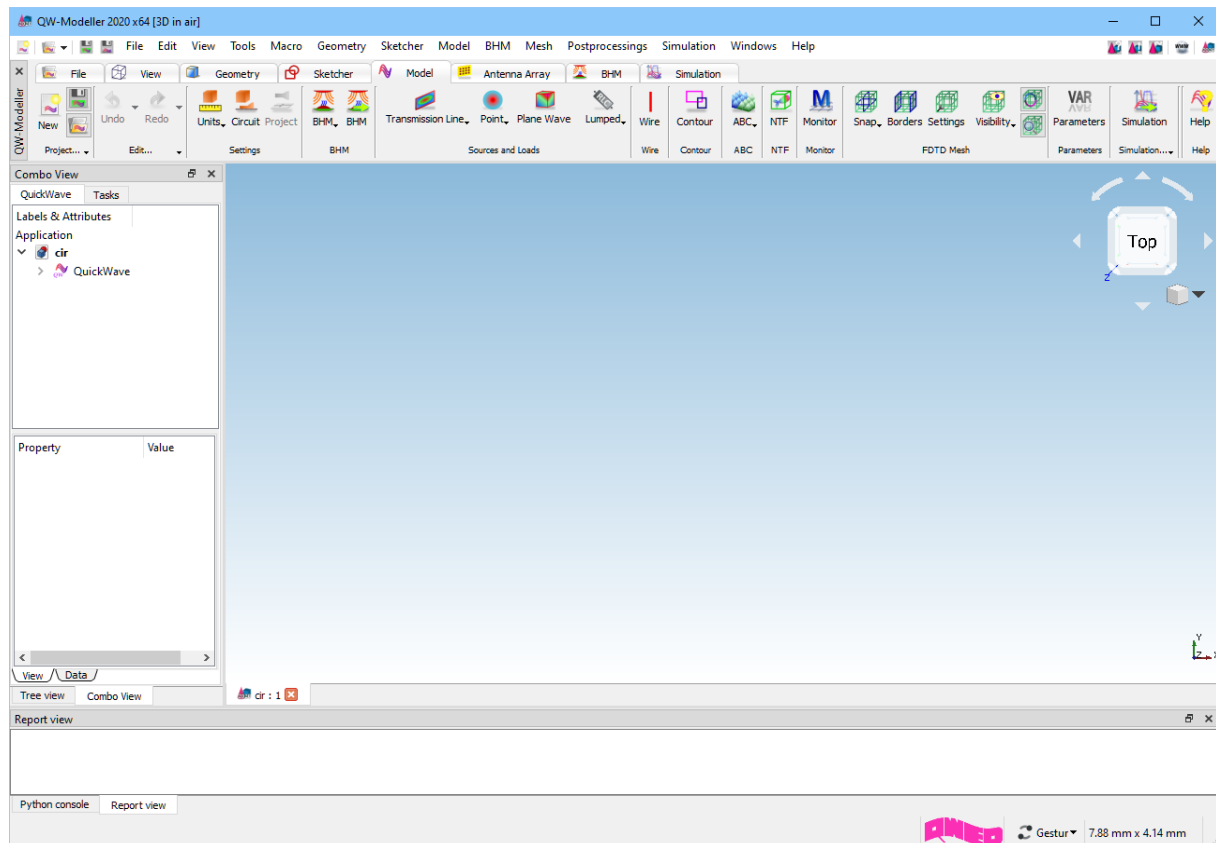 QW-Modeller 2020 x64 [3D in air]
File Edit View Tools Macro Geometry Sketcher Model BHM Mesh Postprocessings Simulation Windows Help
File View Geometry Sketcher Model Antenna Array BHM Simulation
QW-Modeller
New Undo Redo Units Circuit Project BHM BHM Transmission Line Point Plane Wave Lumped Wire Contour ABC NTF M Monitor Snap Borders Settings Visibility VAR Parameters Simulation Help
Project... Edit... Settings BHM Sources and Loads Wire Contour ABC NTF Monitor FDTD Mesh Parameters Simulation... Help
Combo View
QuickWave Tasks
Labels & Attributes
Application
cir
QuickWave
Top
Z
Property Value
Y
Z X
View Data
Tree view Combo View cir : 1
Report view
Python console Report view
QWED Gestur 7.88 mm x 4.14 mm